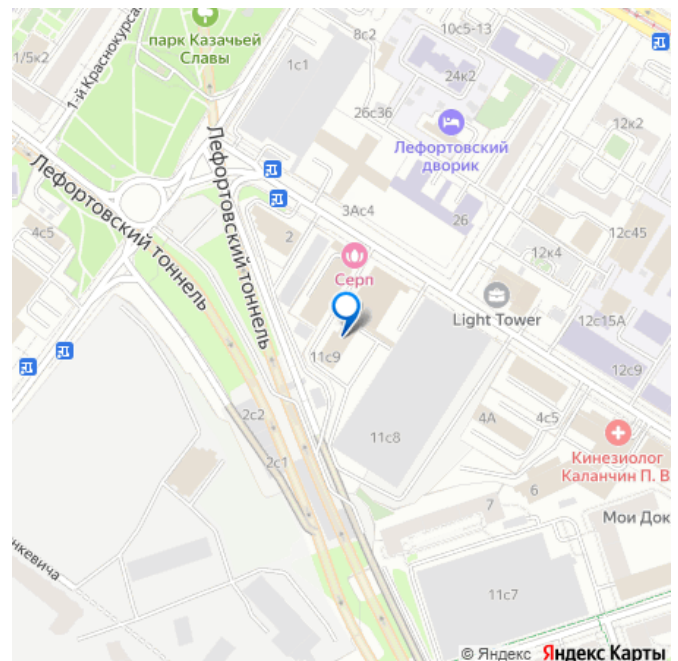 10с5-13
парк Казачьей
Славы
8с2
1/5к2
1-й Краснокурса
1с1
24к2
26с36
12к2
Лефортовский
дворик
Лефортовский тоннель
Лефортовский тоннель
3Ас4
26
4с5
2
12с45
12к4
Серп
Light Tower
12с15А
11с9
12с9
2с2
4А
4с5
11с8
2с1
Кинезиолог
Каланчин П. В
6
7
Мои Док
нкевича
11с7
© Яндекс Яндекс Карты